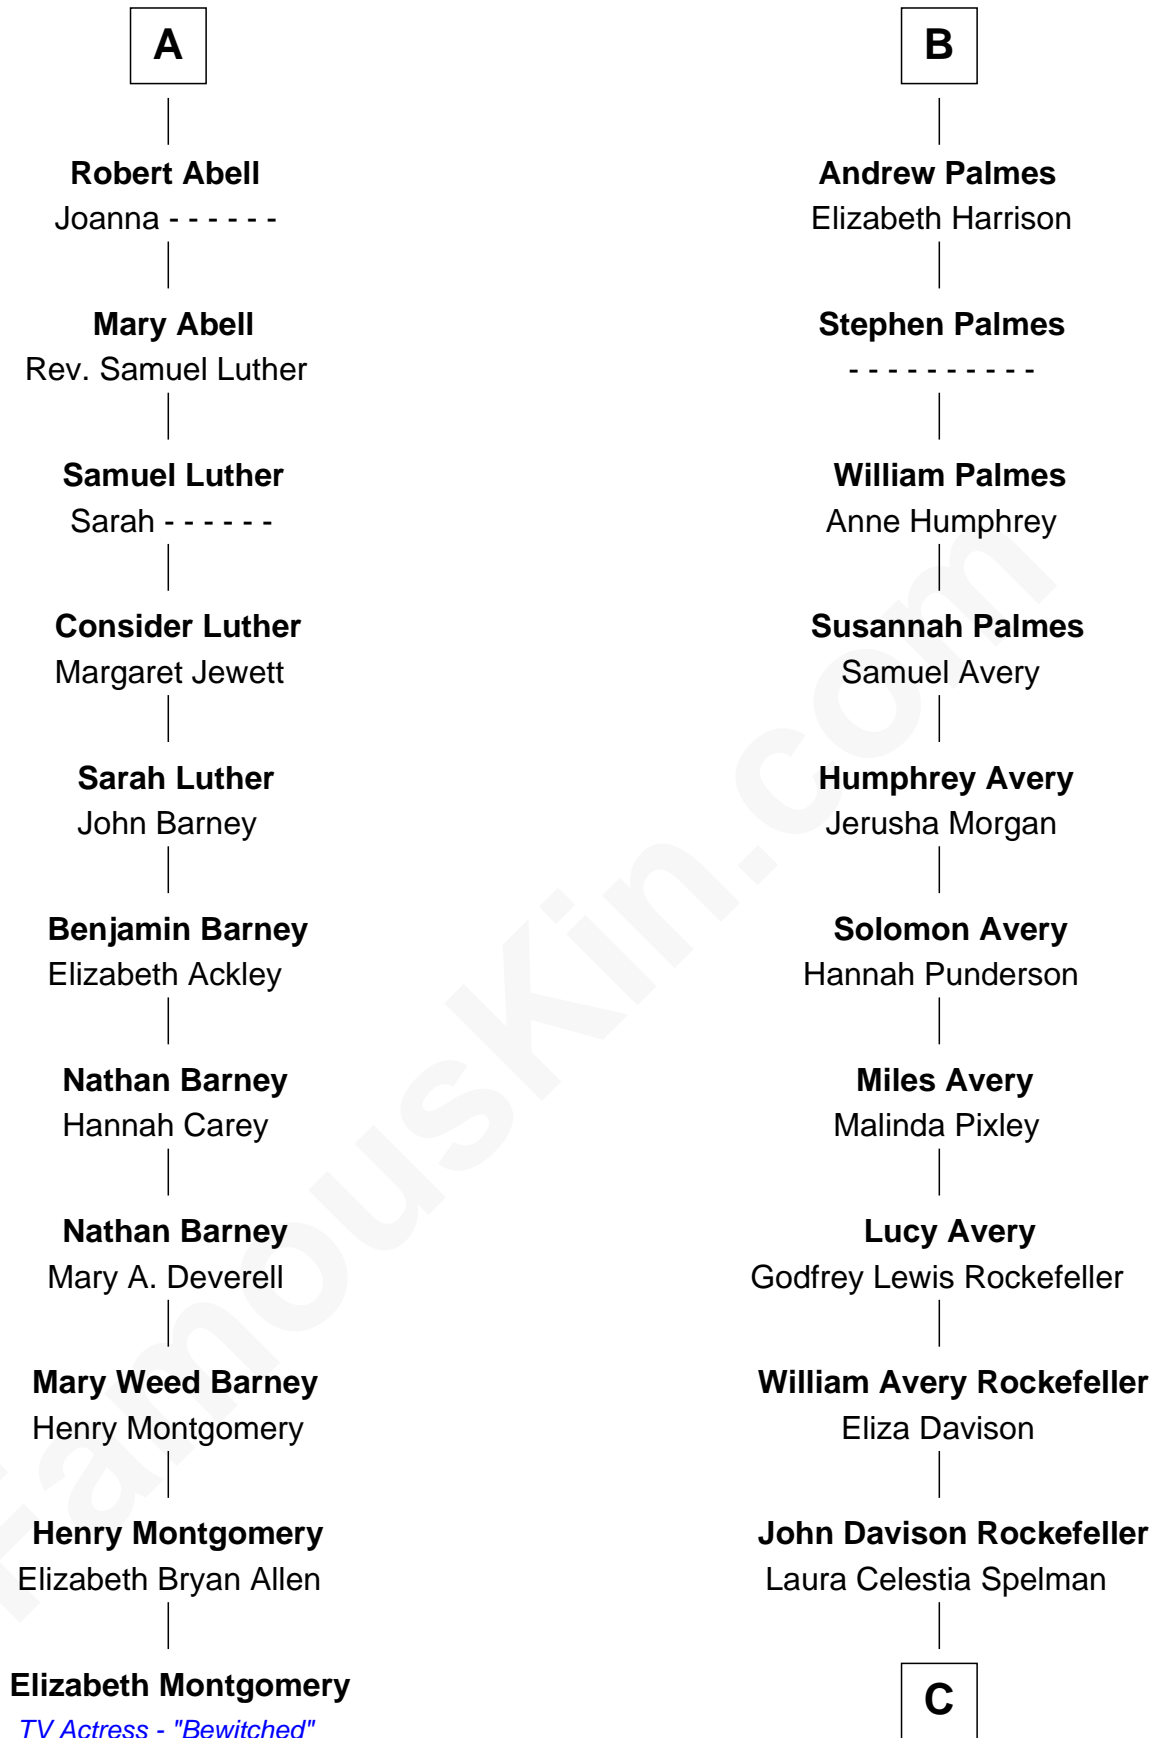 A
Robert Abell
Joanna - - - - - -
Mary Abell
Rev. Samuel Luther
Samuel Luther
Sarah - - - - - -
Consider Luther
Margaret Jewett
Sarah Luther
John Barney
Benjamin Barney
Elizabeth Ackley
Nathan Barney
Hannah Carey
Nathan Barney
Mary A. Deverell
Mary Weed Barney
Henry Montgomery
Henry Montgomery
Elizabeth Bryan Allen
Elizabeth Montgomery
TV Actress - "Bewitched"
B
Andrew Palmes
Elizabeth Harrison
Stephen Palmes
- - - - - - - - - -
William Palmes
Anne Humphrey
Susannah Palmes
Samuel Avery
Humphrey Avery
Jerusha Morgan
Solomon Avery
Hannah Punderson
Miles Avery
Malinda Pixley
Lucy Avery
Godfrey Lewis Rockefeller
William Avery Rockefeller
Eliza Davison
John Davison Rockefeller
Laura Celestia Spelman
C
FamousKin.com